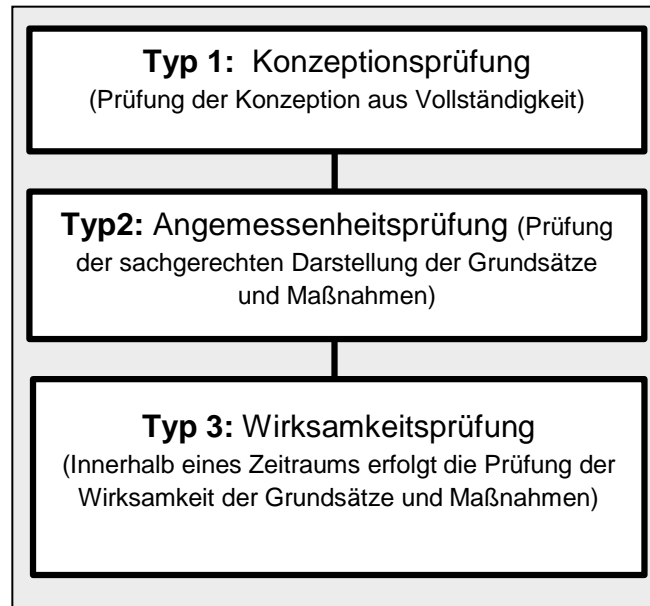 Typ 1: Konzeptionsprüfung
(Prüfung der Konzeption aus Vollständigkeit)
Typ2: Angemessenheitsprüfung (Prüfung
der sachgerechten Darstellung der Grundsätze
und Maßnahmen)
Typ 3: Wirksamkeitsprüfung
(Innerhalb eines Zeitraums erfolgt die Prüfung der
Wirksamkeit der Grundsätze und Maßnahmen)